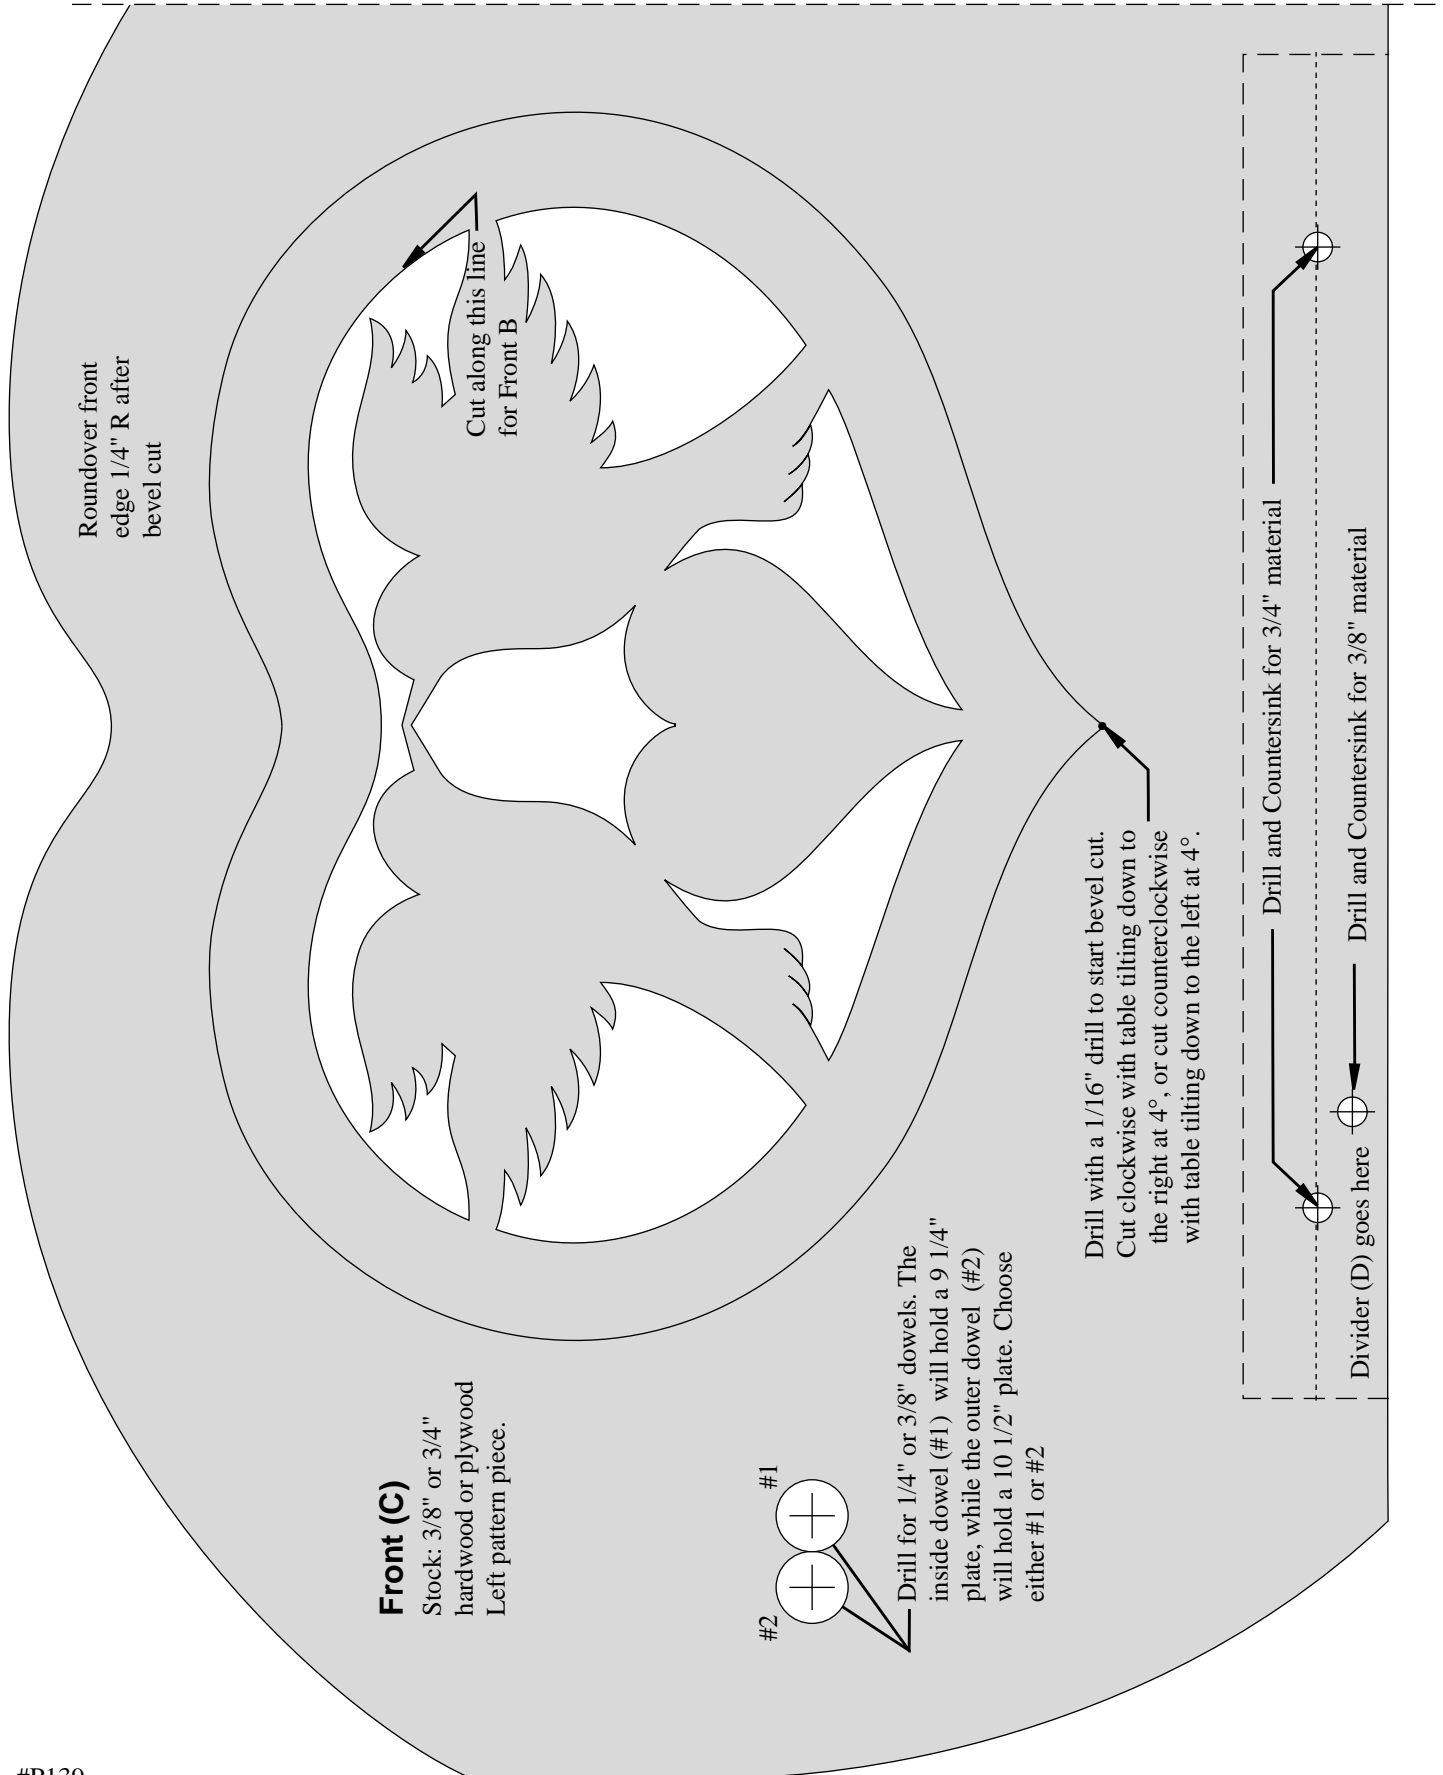 Roundover front
edge 1/4" R after
bevel cut
Cut along this line
for Front B
Front (C)
Stock: 3/8" or 3/4"
hardwood or plywood
Left pattern piece.
#1
#2
Drill for 1/4" or 3/8" dowels. The
inside dowel (#1) will hold a 9 1/4"
plate, while the outer dowel (#2)
will hold a 10 1/2" plate. Choose
either #1 or #2
Drill with a 1/16" drill to start bevel cut.
Cut clockwise with table tilting down to
the right at 4°, or cut counterclockwise
with table tilting down to the left at 4°.
Drill and Countersink for 3/4" material
Drill and Countersink for 3/8" material
Divider (D) goes here